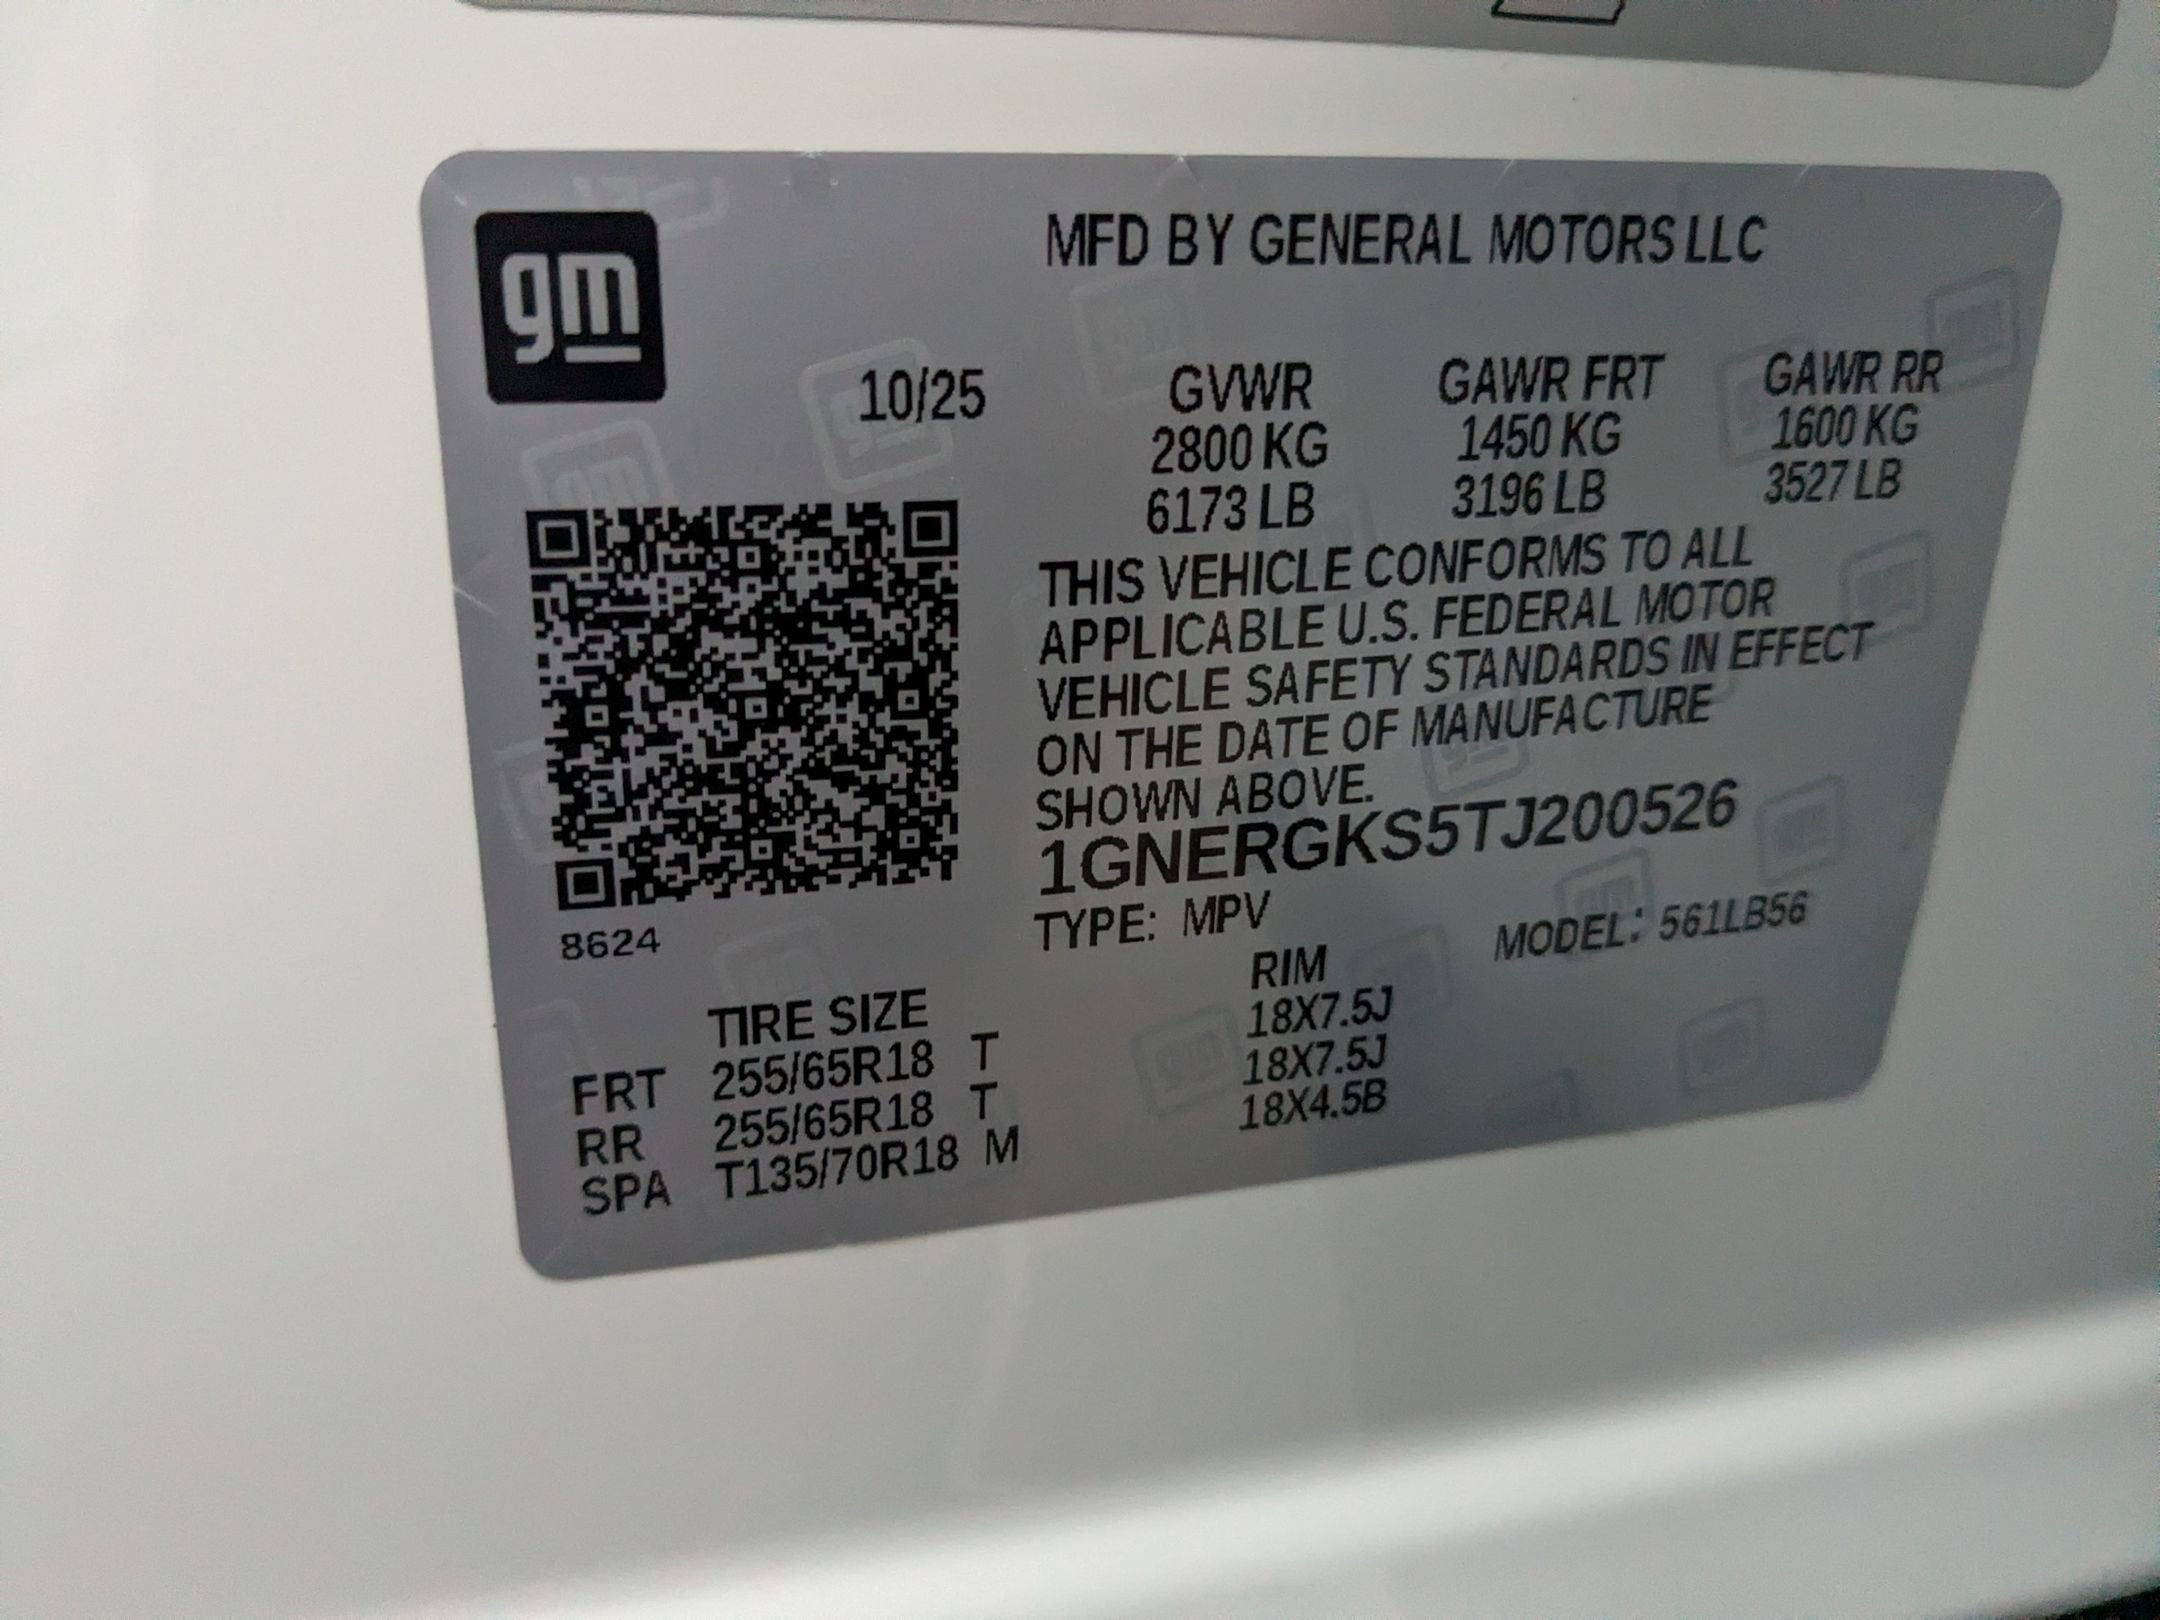 gm
MFD BY GENERAL MOTORS LLC
10/25 GVWR GAWR FRT GAWR RR
2800 KG 1450 KG 1600 KG
6173 LB 3196 LB 3527 LB
THIS VEHICLE CONFORMS TO ALL
APPLICABLE U.S. FEDERAL MOTOR
VEHICLE SAFETY STANDARDS IN EFFECT
ON THE DATE OF MANUFACTURE
SHOWN ABOVE.
1GNERGKS5TJ200526
TYPE: MPV MODEL: 561LB56
8624
TIRE SIZE RIM
FRT 255/65R18 T 18X7.5J
RR 255/65R18 T 18X7.5J
SPA T135/70R18 M 18X4.5B